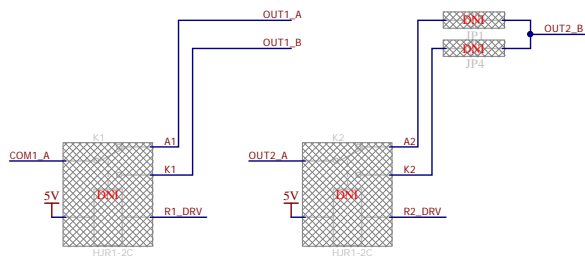 OUT1_A
DNI
JP1
OUT2_B
OUT1_B
DNI
JP4
K1
A1
K2
A2
COM1_A
OUT2_A
K1
K2
5V
DNI
R1_DRV
5V
DNI
R2_DRV
HJR1-2C
HJR1-2C